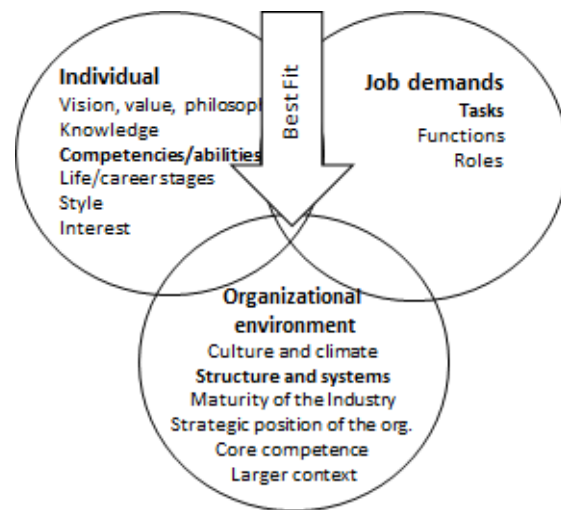 Individual
Vision, value, philosoph
Knowledge
Competencies/abilities
Life/career stages
Style
Interest
Best Fit
Job demands
Tasks
Functions
Roles
Organizational
environment
Culture and climate
Structure and systems
Maturity of the Industry
Strategic position of the org.
Core competence
Larger context